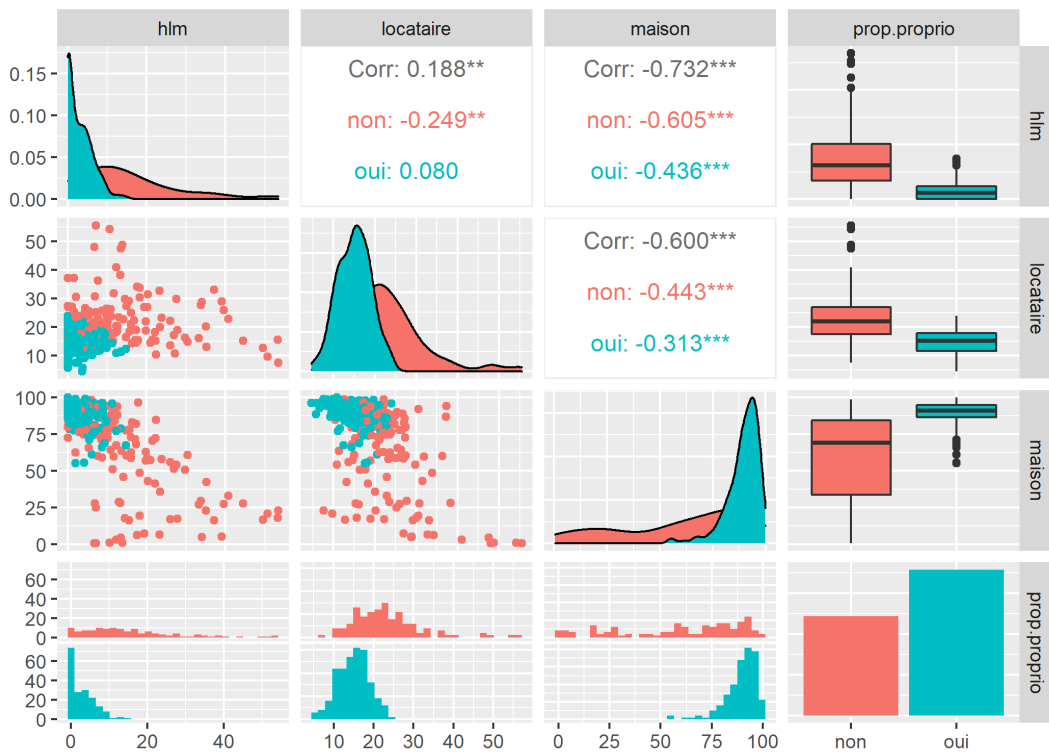 hlm locataire maison prop.proprio
0.15
0.10
0.05
0.00
Corr: 0.188**
non: -0.249**
oui: 0.080
Corr: -0.732***
non: -0.605***
oui: -0.436***
hlm
50
40
30
20
10
Corr: -0.600***
non: -0.443***
oui: -0.313***
locataire
100
75
50
25
0
maison
60
40
20
0
60
40
20
0
prop.proprio
0 20 40
10 20 30 40 50
0 25 50 75 100
non oui